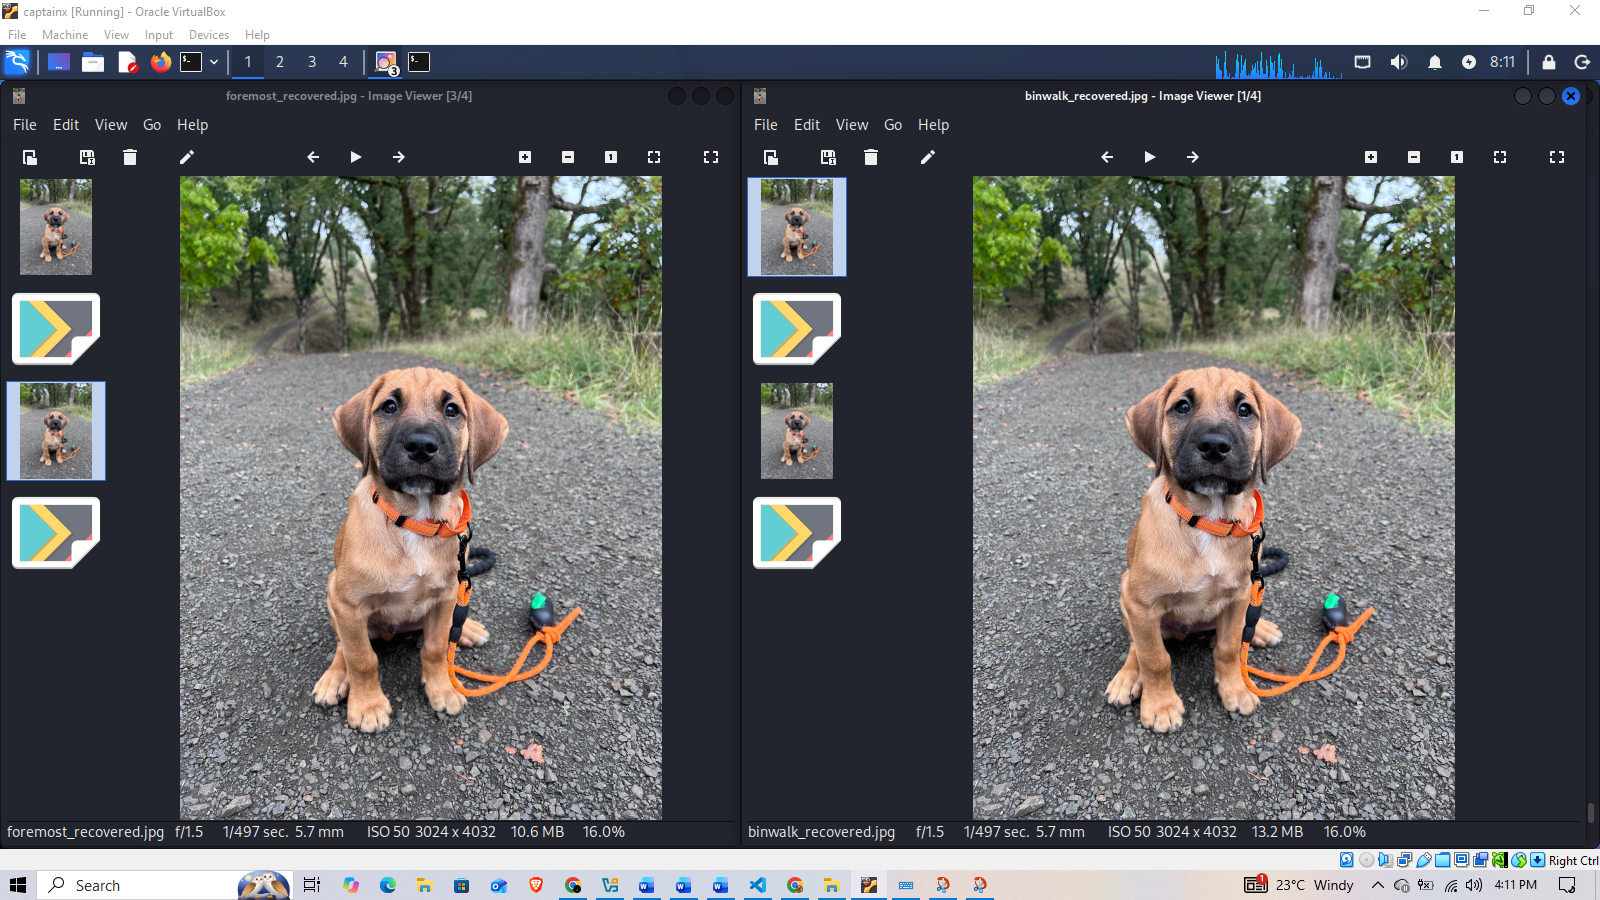 captainx [Running] - Oracle VirtualBox
File Machine View Input Devices Help
1 2 3 4 3 8:11
foremost_recovered.jpg - Image Viewer [3/4]
File Edit View Go Help
1
foremost_recovered.jpg f/1.5 1/497 sec. 5.7 mm ISO 50 3024 x 4032 10.6 MB 16.0%
binwalk_recovered.jpg - Image Viewer [1/4]
File Edit View Go Help
1
binwalk_recovered.jpg f/1.5 1/497 sec. 5.7 mm ISO 50 3024 x 4032 13.2 MB 16.0%
Right Ctrl
Search 1 23°C Windy 4:11 PM